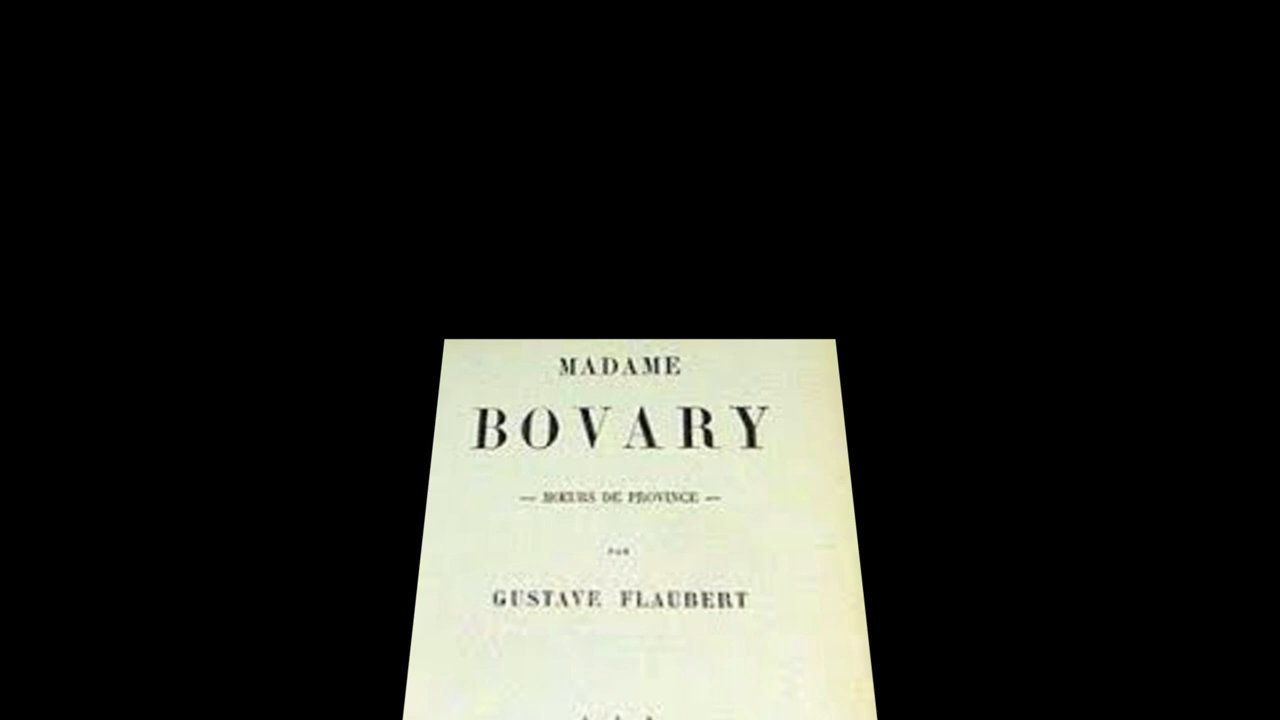 MADAME
BOVARY
— MŒURS DE PROVINCE —
PAR
GUSTAVE FLAUBERT